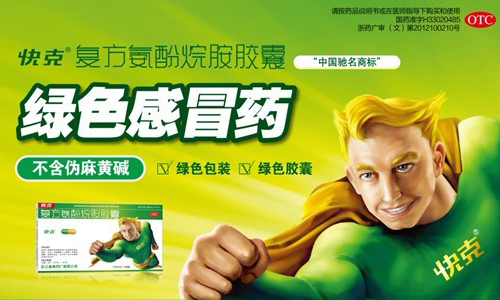 请按药品说明书或在医师指导下购买和使用
国药准字H33020485
浙药广审（文）第2012100210号
OTC
快克® 复方氨酚烷胺胶囊
“中国驰名商标”
绿色感冒药
不含伪麻黄碱
绿色包装 绿色胶囊
快克
复方氨酚烷胺胶囊
快克
快克